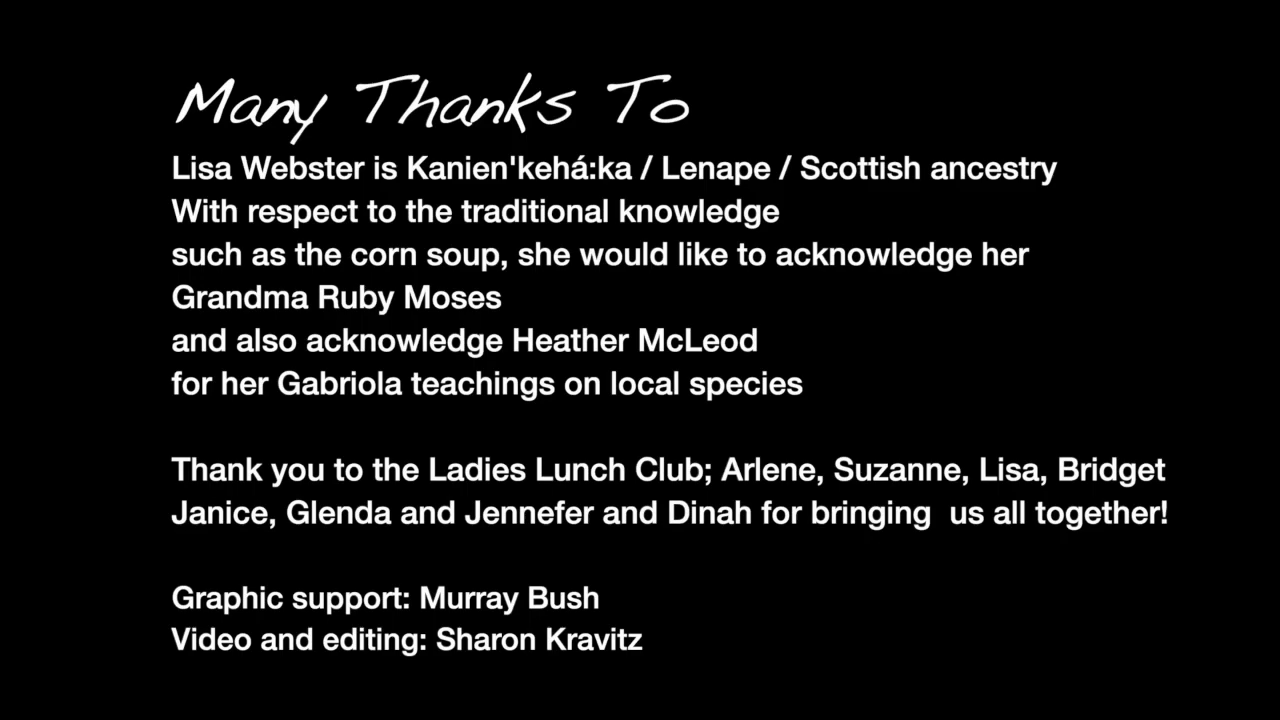 Many Thanks To
Lisa Webster is Kanien'kehá:ka / Lenape / Scottish ancestry
With respect to the traditional knowledge
such as the corn soup, she would like to acknowledge her
Grandma Ruby Moses
and also acknowledge Heather McLeod
for her Gabriola teachings on local species
Thank you to the Ladies Lunch Club; Arlene, Suzanne, Lisa, Bridget
Janice, Glenda and Jennefer and Dinah for bringing  us all together!
Graphic support: Murray Bush
Video and editing: Sharon Kravitz